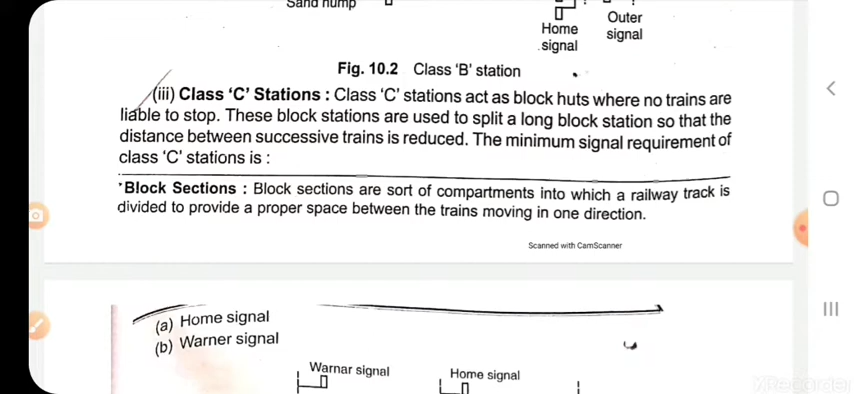 Sand hump
Home
signal
Outer
signal
Fig. 10.2 Class ‘B’ station
(iii) Class ‘C’ Stations : Class ‘C’ stations act as block huts where no trains are
liable to stop. These block stations are used to split a long block station so that the
distance between successive trains is reduced. The minimum signal requirement of
class ‘C’ stations is :
*Block Sections : Block sections are sort of compartments into which a railway track is
divided to provide a proper space between the trains moving in one direction.
Scanned with CamScanner
(a) Home signal
(b) Warner signal
Warnar signal
Home signal
XRecorder